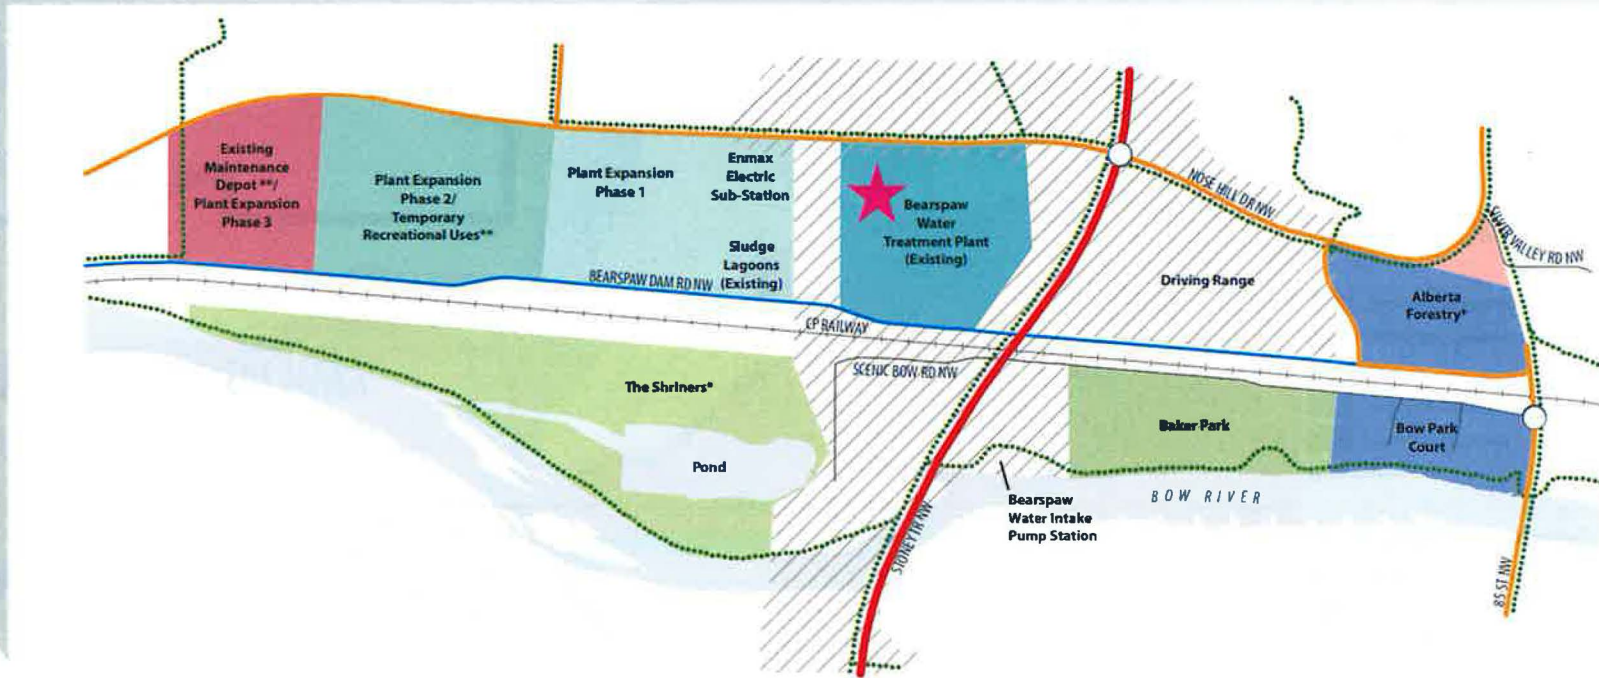 Existing
Maintenance
Depot **/
Plant Expansion
Phase 3
Plant Expansion
Phase 2/
Temporary
Recreational Uses**
Plant Expansion
Phase 1
Enmax
Electric
Sub-Station
Sludge
Lagoons
(Existing)
Bearspaw
Water
Treatment Plant
(Existing)
NOSE HILL DR NW
VALLEY RD NW
Driving Range
Alberta
Forestry*
BEARSPAW DAM RD NW
CP RAILWAY
SCENIC BOW RD NW
The Shriners*
Pond
Baker Park
Bow Park
Court
BOW RIVER
Bearspaw
Water Intake
Pump Station
STONEY TR NW
85 ST NW